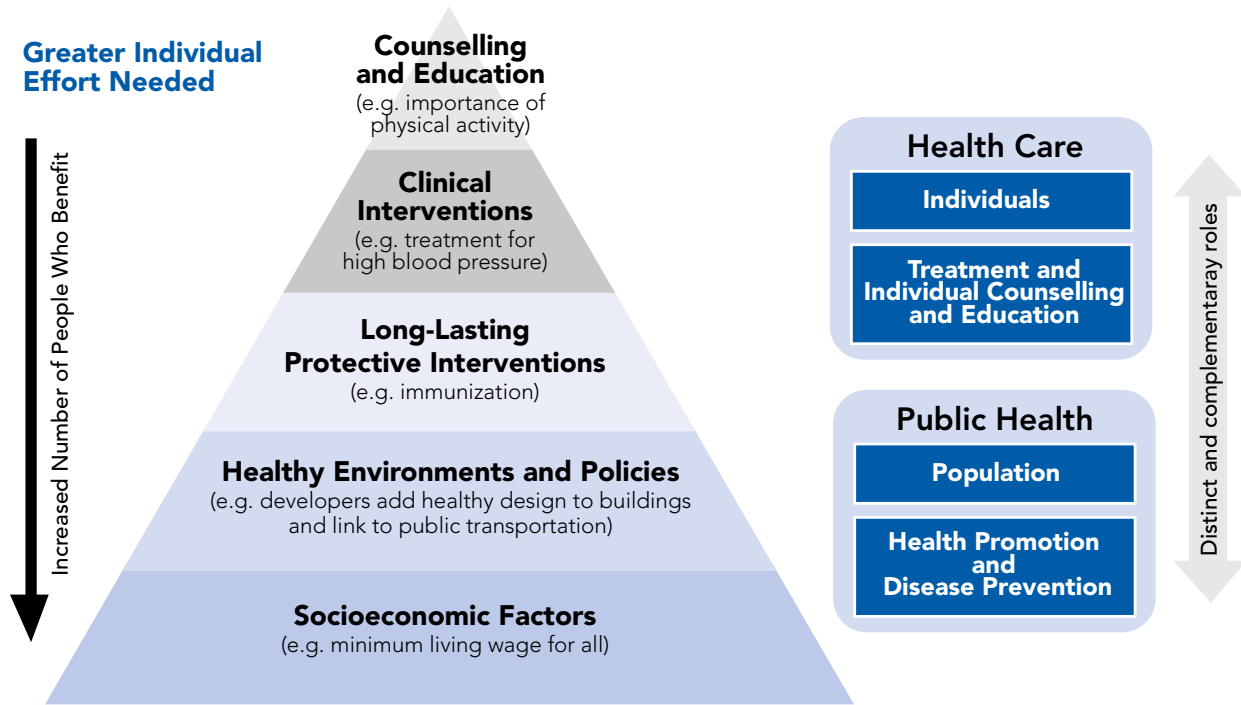 Greater Individual
Effort Needed
Increased Number of People Who Benefit
Counselling
and Education
(e.g. importance of
physical activity)
Clinical
Interventions
(e.g. treatment for
high blood pressure)
Long-Lasting
Protective Interventions
(e.g. immunization)
Healthy Environments and Policies
(e.g. developers add healthy design to buildings
and link to public transportation)
Socioeconomic Factors
(e.g. minimum living wage for all)
Health Care
Individuals
Treatment and
Individual Counselling
and Education
Public Health
Population
Health Promotion
and
Disease Prevention
Distinct and complementaray roles